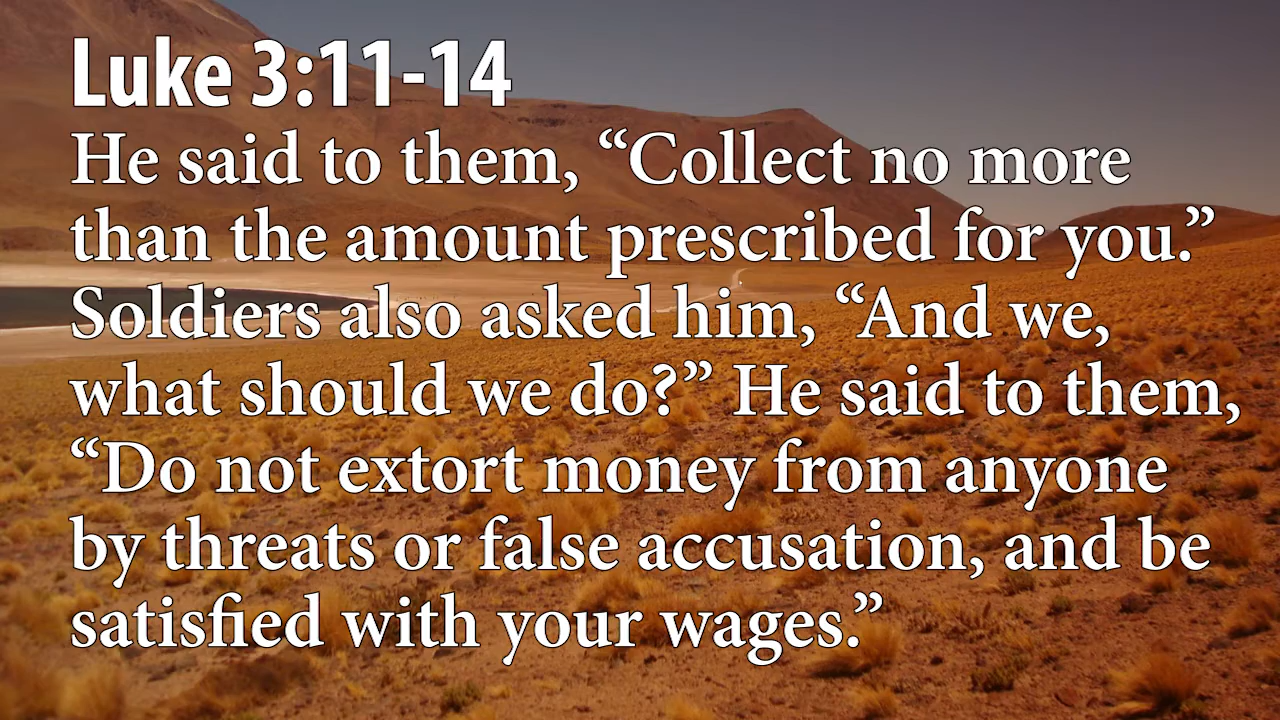 Luke 3:11-14
He said to them, “Collect no more
than the amount prescribed for you.”
Soldiers also asked him, “And we,
what should we do?” He said to them,
“Do not extort money from anyone
by threats or false accusation, and be
satisfied with your wages.”